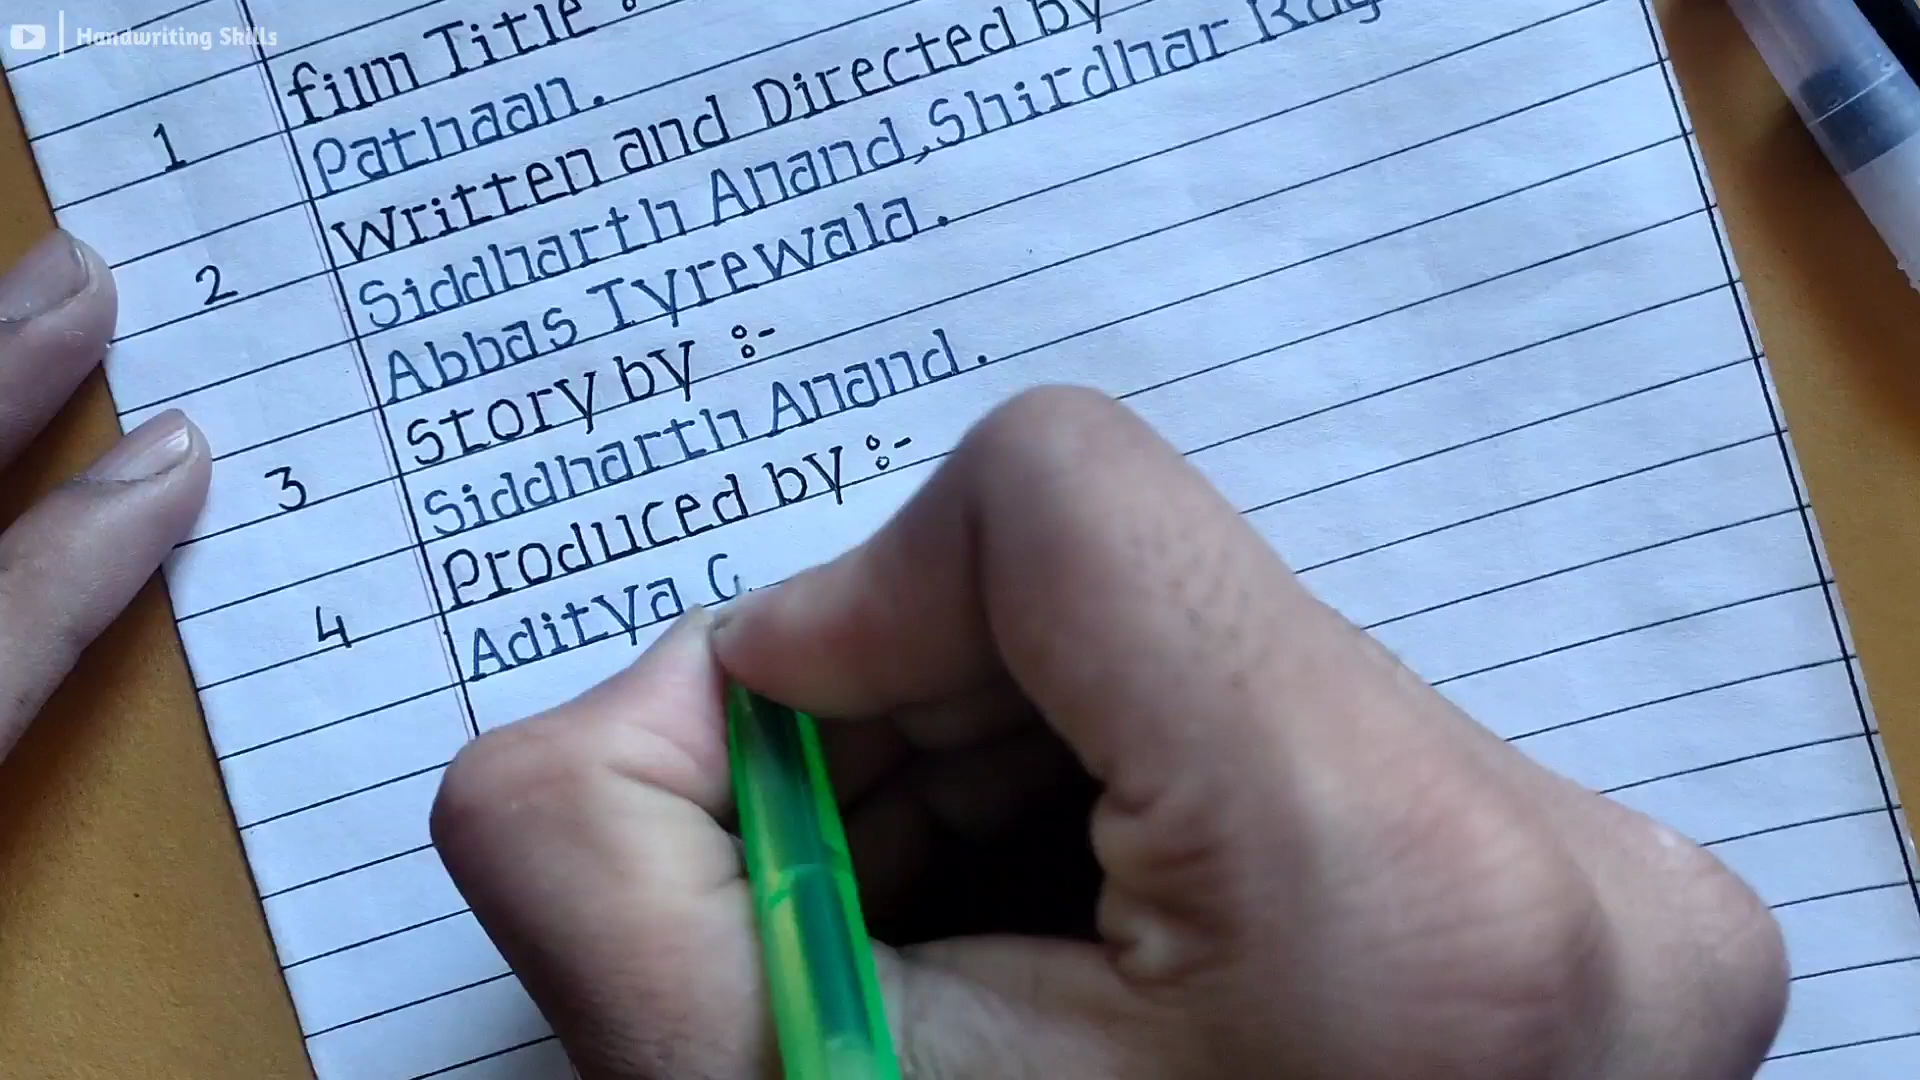 Handwriting Skills
film Title :
1 Pathaan.
Written and Directed by
2 Siddharth Anand, Shirdhar
Abbas Tyrewala.
Story by :-
3 Siddharth Anand.
Produced by :-
4 Aditya